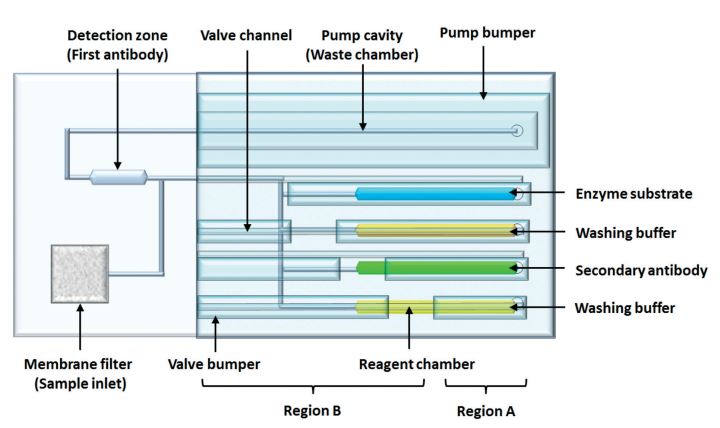 Detection zone
(First antibody)
Valve channel
Pump cavity
(Waste chamber)
Pump bumper
Enzyme substrate
Washing buffer
Secondary antibody
Washing buffer
Membrane filter
(Sample inlet)
Valve bumper
Reagent chamber
Region B
Region A